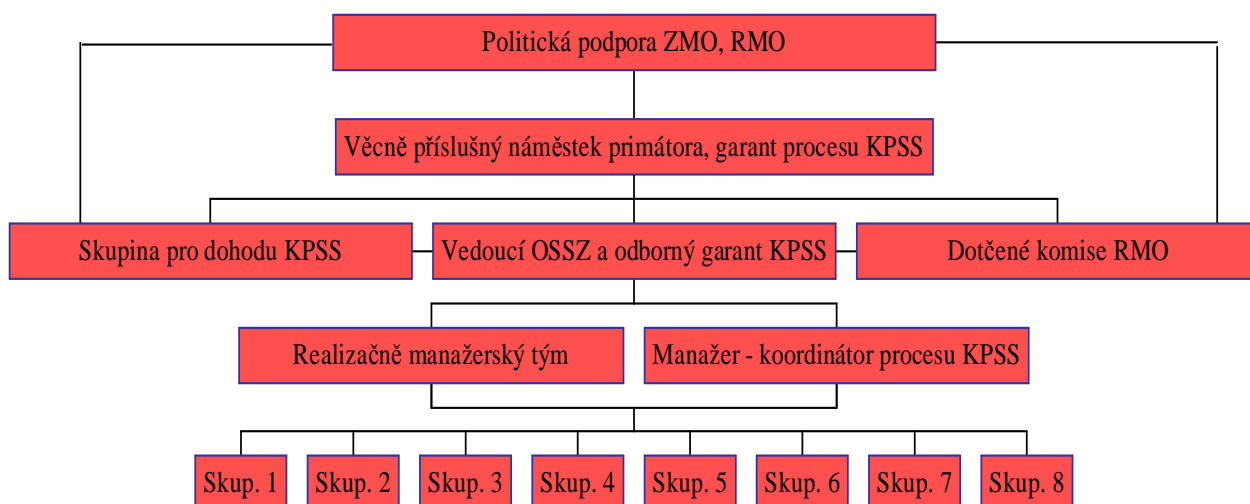 Politická podpora ZMO, RMO
Věcně příslušný náměstek primátora, garant procesu KPSS
Skupina pro dohodu KPSS
Vedoucí OSSZ a odborný garant KPSS
Dotčené komise RMO
Realizačně manažerský tým
Manažer - koordinátor procesu KPSS
Skup. 1
Skup. 2
Skup. 3
Skup. 4
Skup. 5
Skup. 6
Skup. 7
Skup. 8